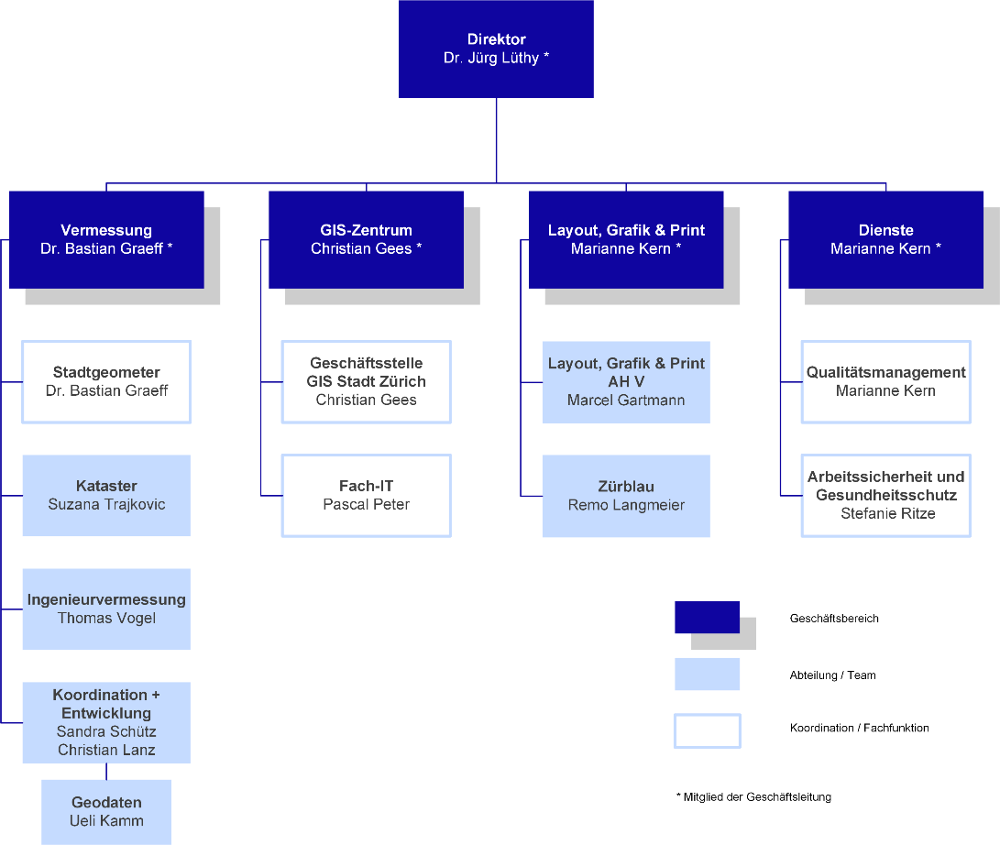 Direktor
Dr. Jürg Lüthy *
Vermessung
Dr. Bastian Graeff *
GIS-Zentrum
Christian Gees *
Layout, Grafik & Print
Marianne Kern *
Dienste
Marianne Kern *
Stadtgeometer
Dr. Bastian Graeff
Geschäftsstelle
GIS Stadt Zürich
Christian Gees
Layout, Grafik & Print
AH V
Marcel Gartmann
Qualitätsmanagement
Marianne Kern
Kataster
Suzana Trajkovic
Fach-IT
Pascal Peter
Zürblau
Remo Langmeier
Arbeitssicherheit und
Gesundheitsschutz
Stefanie Ritze
Ingenieurvermessung
Thomas Vogel
Koordination +
Entwicklung
Sandra Schütz
Christian Lanz
Geodaten
Ueli Kamm
Geschäftsbereich
Abteilung / Team
Koordination / Fachfunktion
* Mitglied der Geschäftsleitung